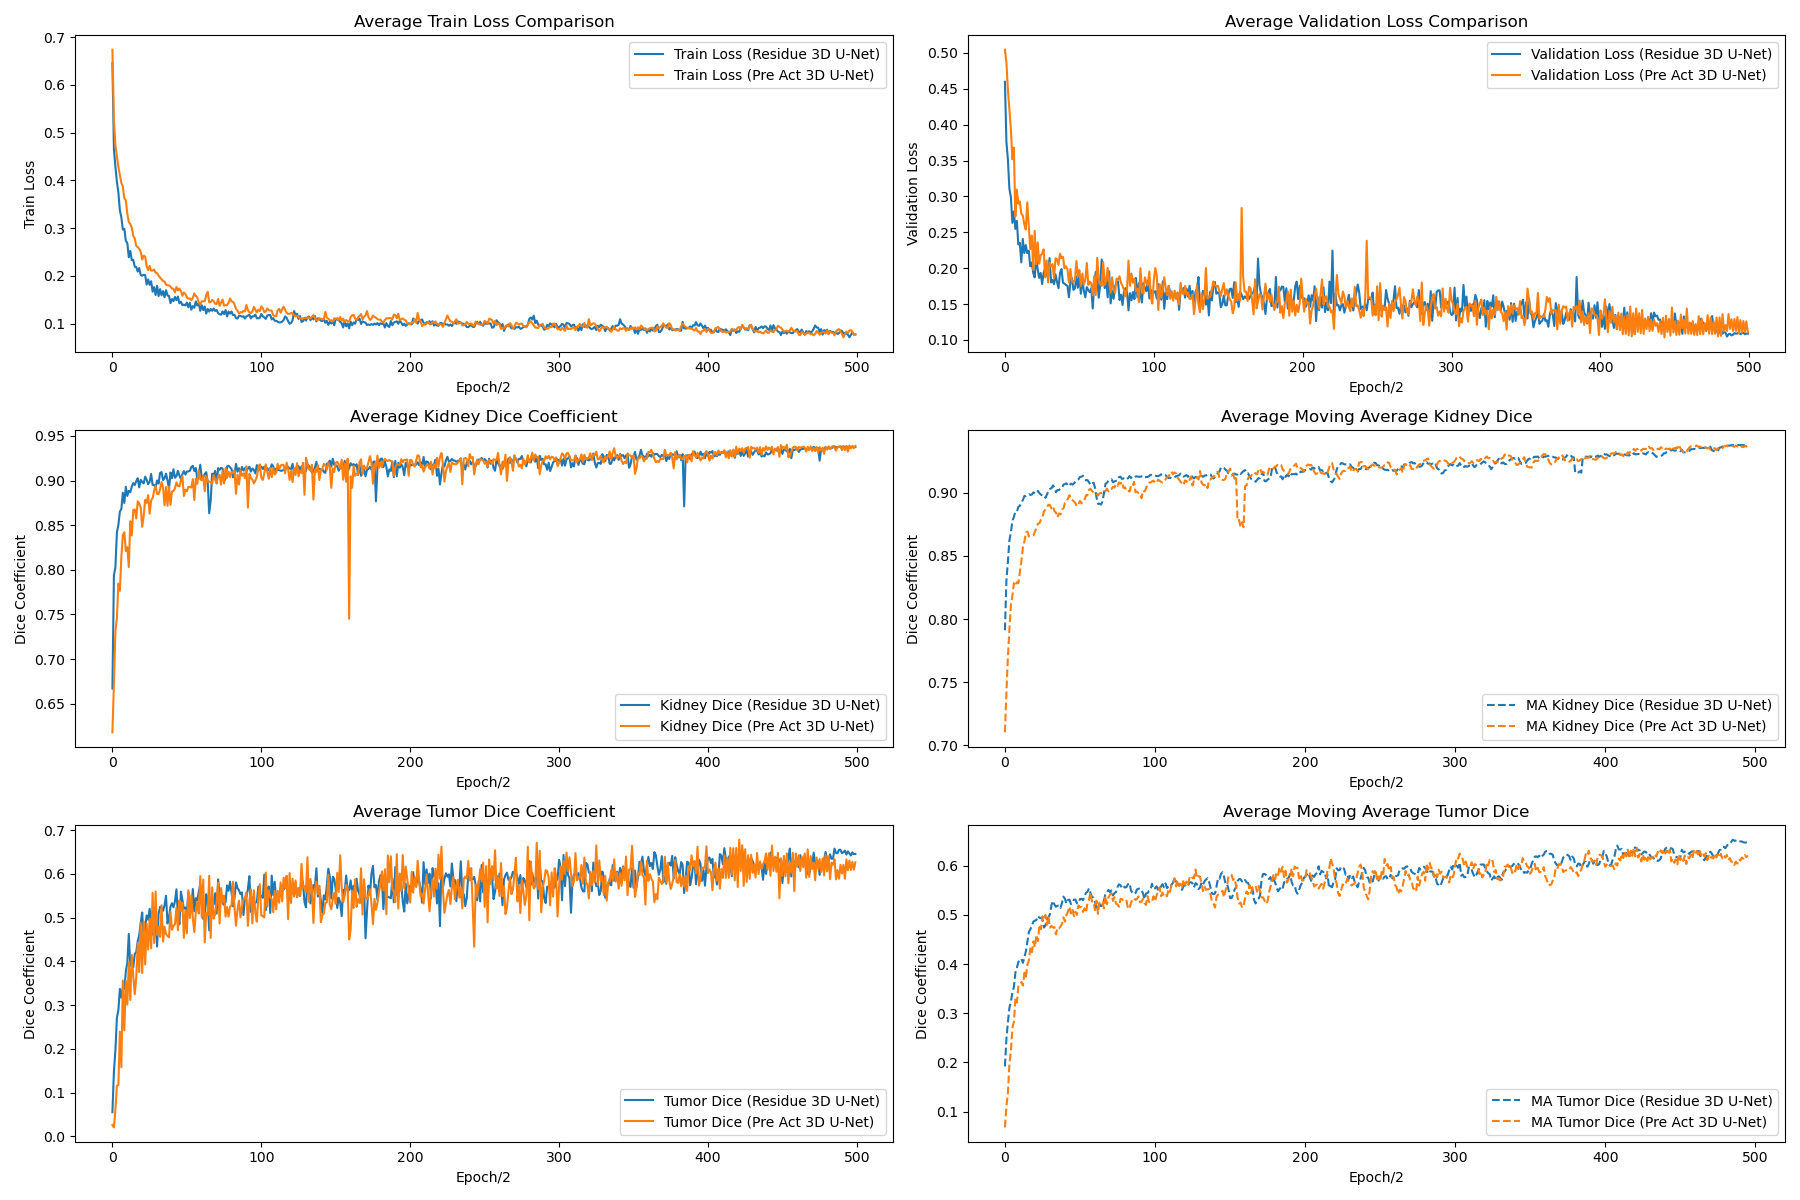 Average Train Loss Comparison
Train Loss
0.7
0.6
0.5
0.4
0.3
0.2
0.1
Train Loss (Residue 3D U-Net)
Train Loss (Pre Act 3D U-Net)
0 100 200 300 400 500
Epoch/2
Average Validation Loss Comparison
Validation Loss
0.50
0.45
0.40
0.35
0.30
0.25
0.20
0.15
0.10
Validation Loss (Residue 3D U-Net)
Validation Loss (Pre Act 3D U-Net)
0 100 200 300 400 500
Epoch/2
Average Kidney Dice Coefficient
Dice Coefficient
0.95
0.90
0.85
0.80
0.75
0.70
0.65
Kidney Dice (Residue 3D U-Net)
Kidney Dice (Pre Act 3D U-Net)
0 100 200 300 400 500
Epoch/2
Average Moving Average Kidney Dice
Dice Coefficient
0.90
0.85
0.80
0.75
0.70
MA Kidney Dice (Residue 3D U-Net)
MA Kidney Dice (Pre Act 3D U-Net)
0 100 200 300 400 500
Epoch/2
Average Tumor Dice Coefficient
Dice Coefficient
0.7
0.6
0.5
0.4
0.3
0.2
0.1
0.0
Tumor Dice (Residue 3D U-Net)
Tumor Dice (Pre Act 3D U-Net)
0 100 200 300 400 500
Epoch/2
Average Moving Average Tumor Dice
Dice Coefficient
0.6
0.5
0.4
0.3
0.2
0.1
MA Tumor Dice (Residue 3D U-Net)
MA Tumor Dice (Pre Act 3D U-Net)
0 100 200 300 400 500
Epoch/2